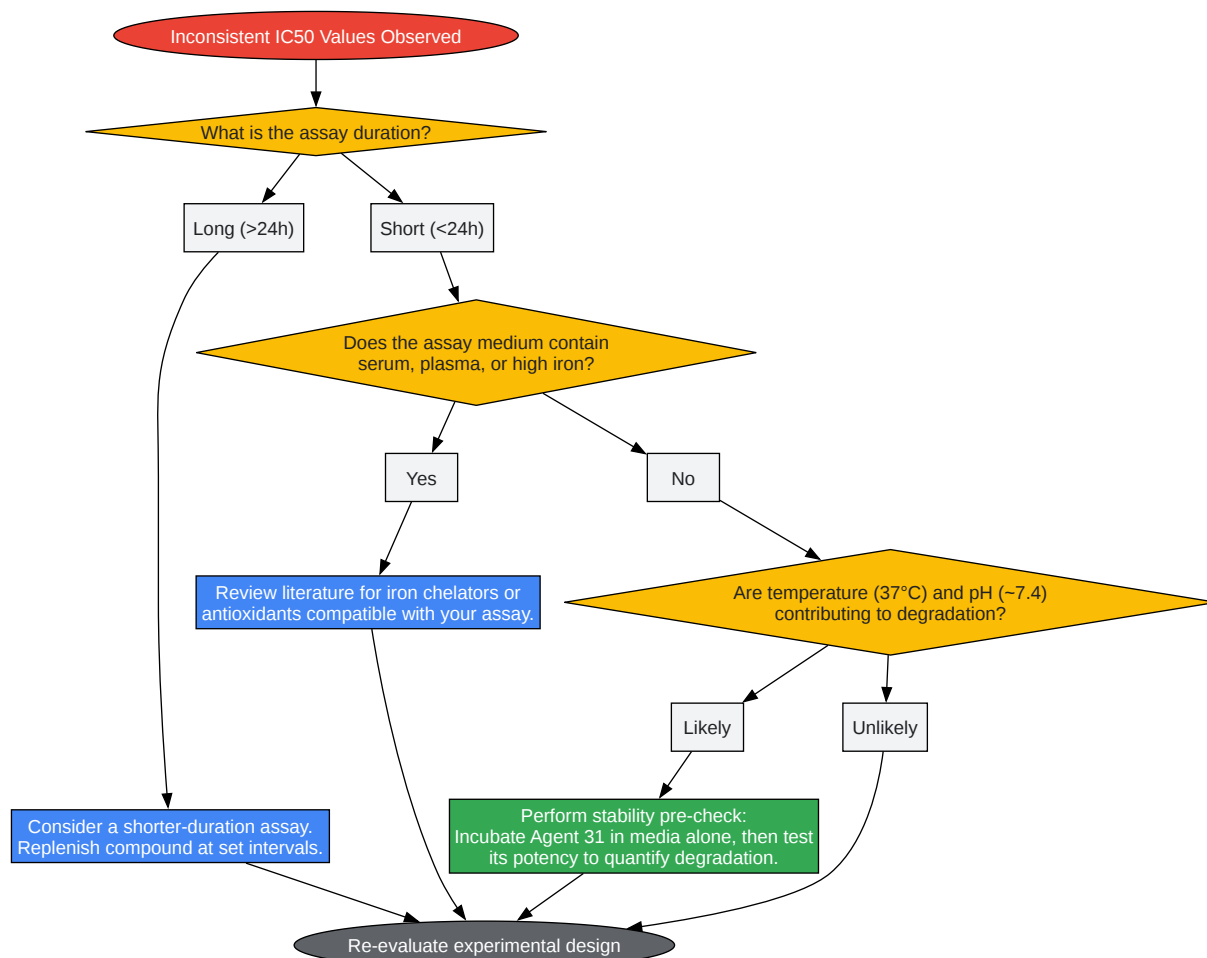 Inconsistent IC50 Values Observed
What is the assay duration?
Long (>24h)
Short (<24h)
Does the assay medium contain
serum, plasma, or high iron?
Yes
No
Review literature for iron chelators or
antioxidants compatible with your assay.
Are temperature (37°C) and pH (~7.4)
contributing to degradation?
Likely
Unlikely
Consider a shorter-duration assay.
Replenish compound at set intervals.
Perform stability pre-check:
Incubate Agent 31 in media alone, then test
its potency to quantify degradation.
Re-evaluate experimental design